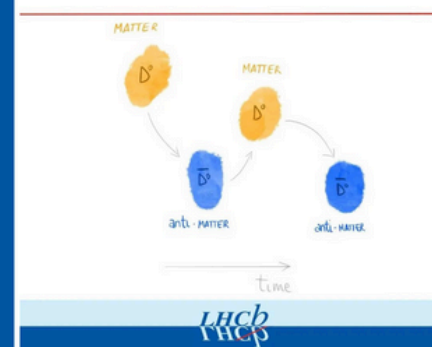 MATTER
D⁰
MATTER
D⁰
D̅⁰
D̅⁰
anti-MATTER
anti-MATTER
time
LHCb